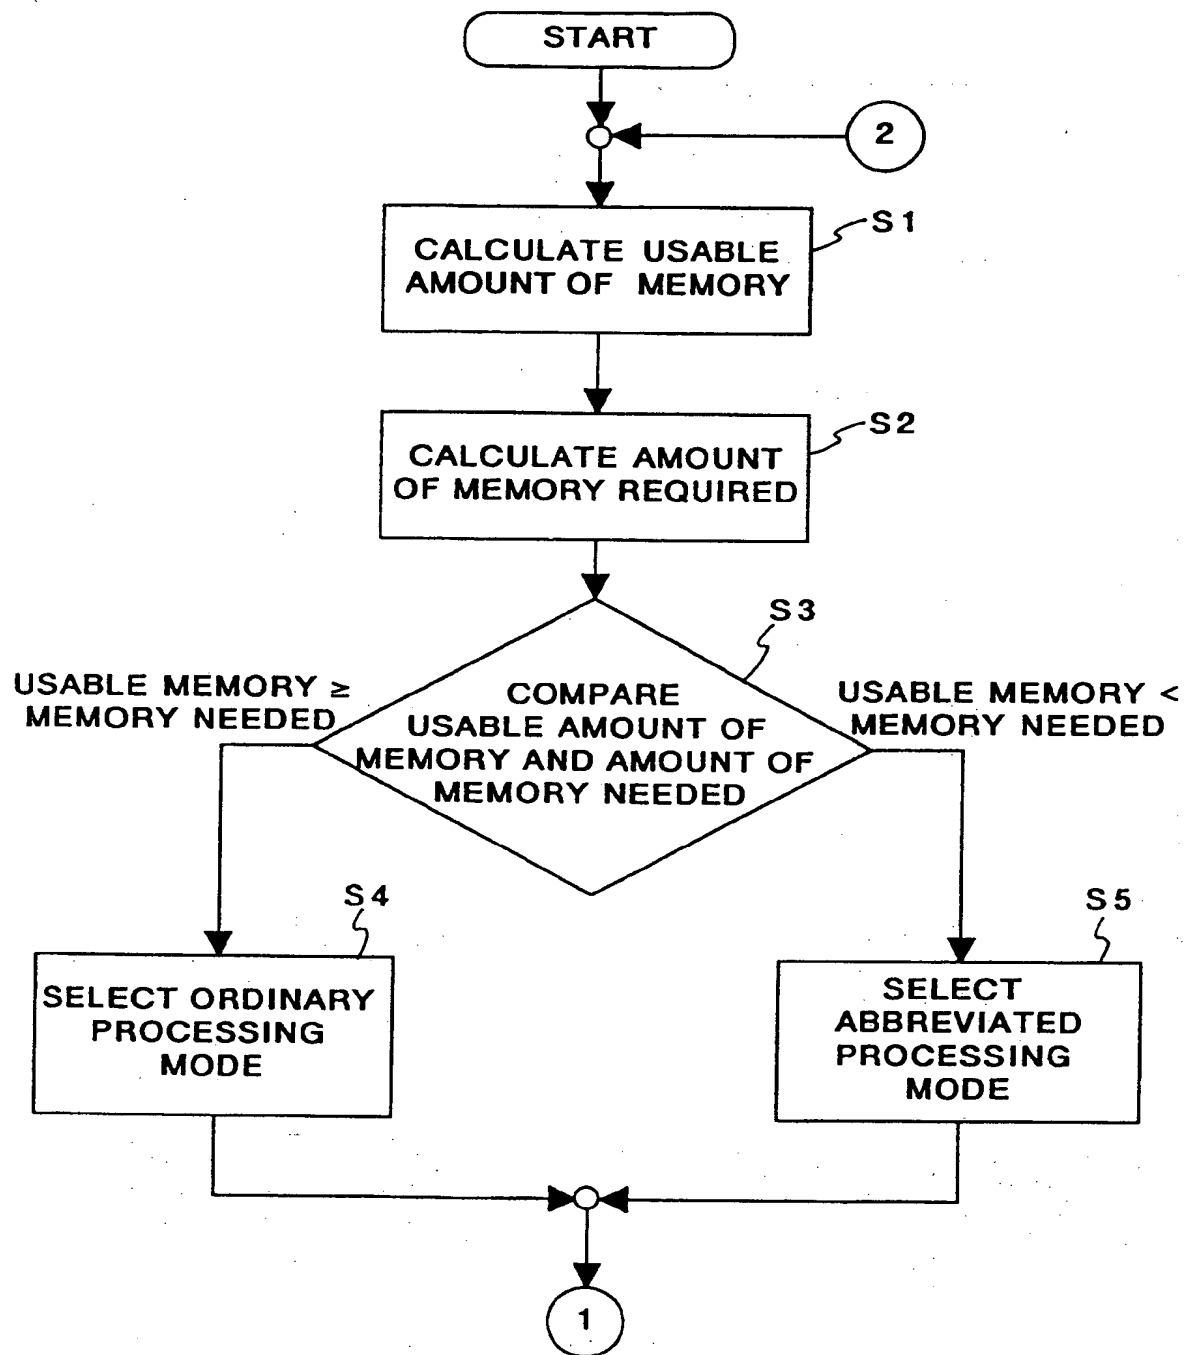 START
2
S1
CALCULATE USABLE
AMOUNT OF MEMORY
S2
CALCULATE AMOUNT
OF MEMORY REQUIRED
S3
USABLE MEMORY ≥
MEMORY NEEDED
COMPARE
USABLE AMOUNT OF
MEMORY AND AMOUNT OF
MEMORY NEEDED
USABLE MEMORY <
MEMORY NEEDED
S4
SELECT ORDINARY
PROCESSING
MODE
S5
SELECT
ABBREVIATED
PROCESSING
MODE
1